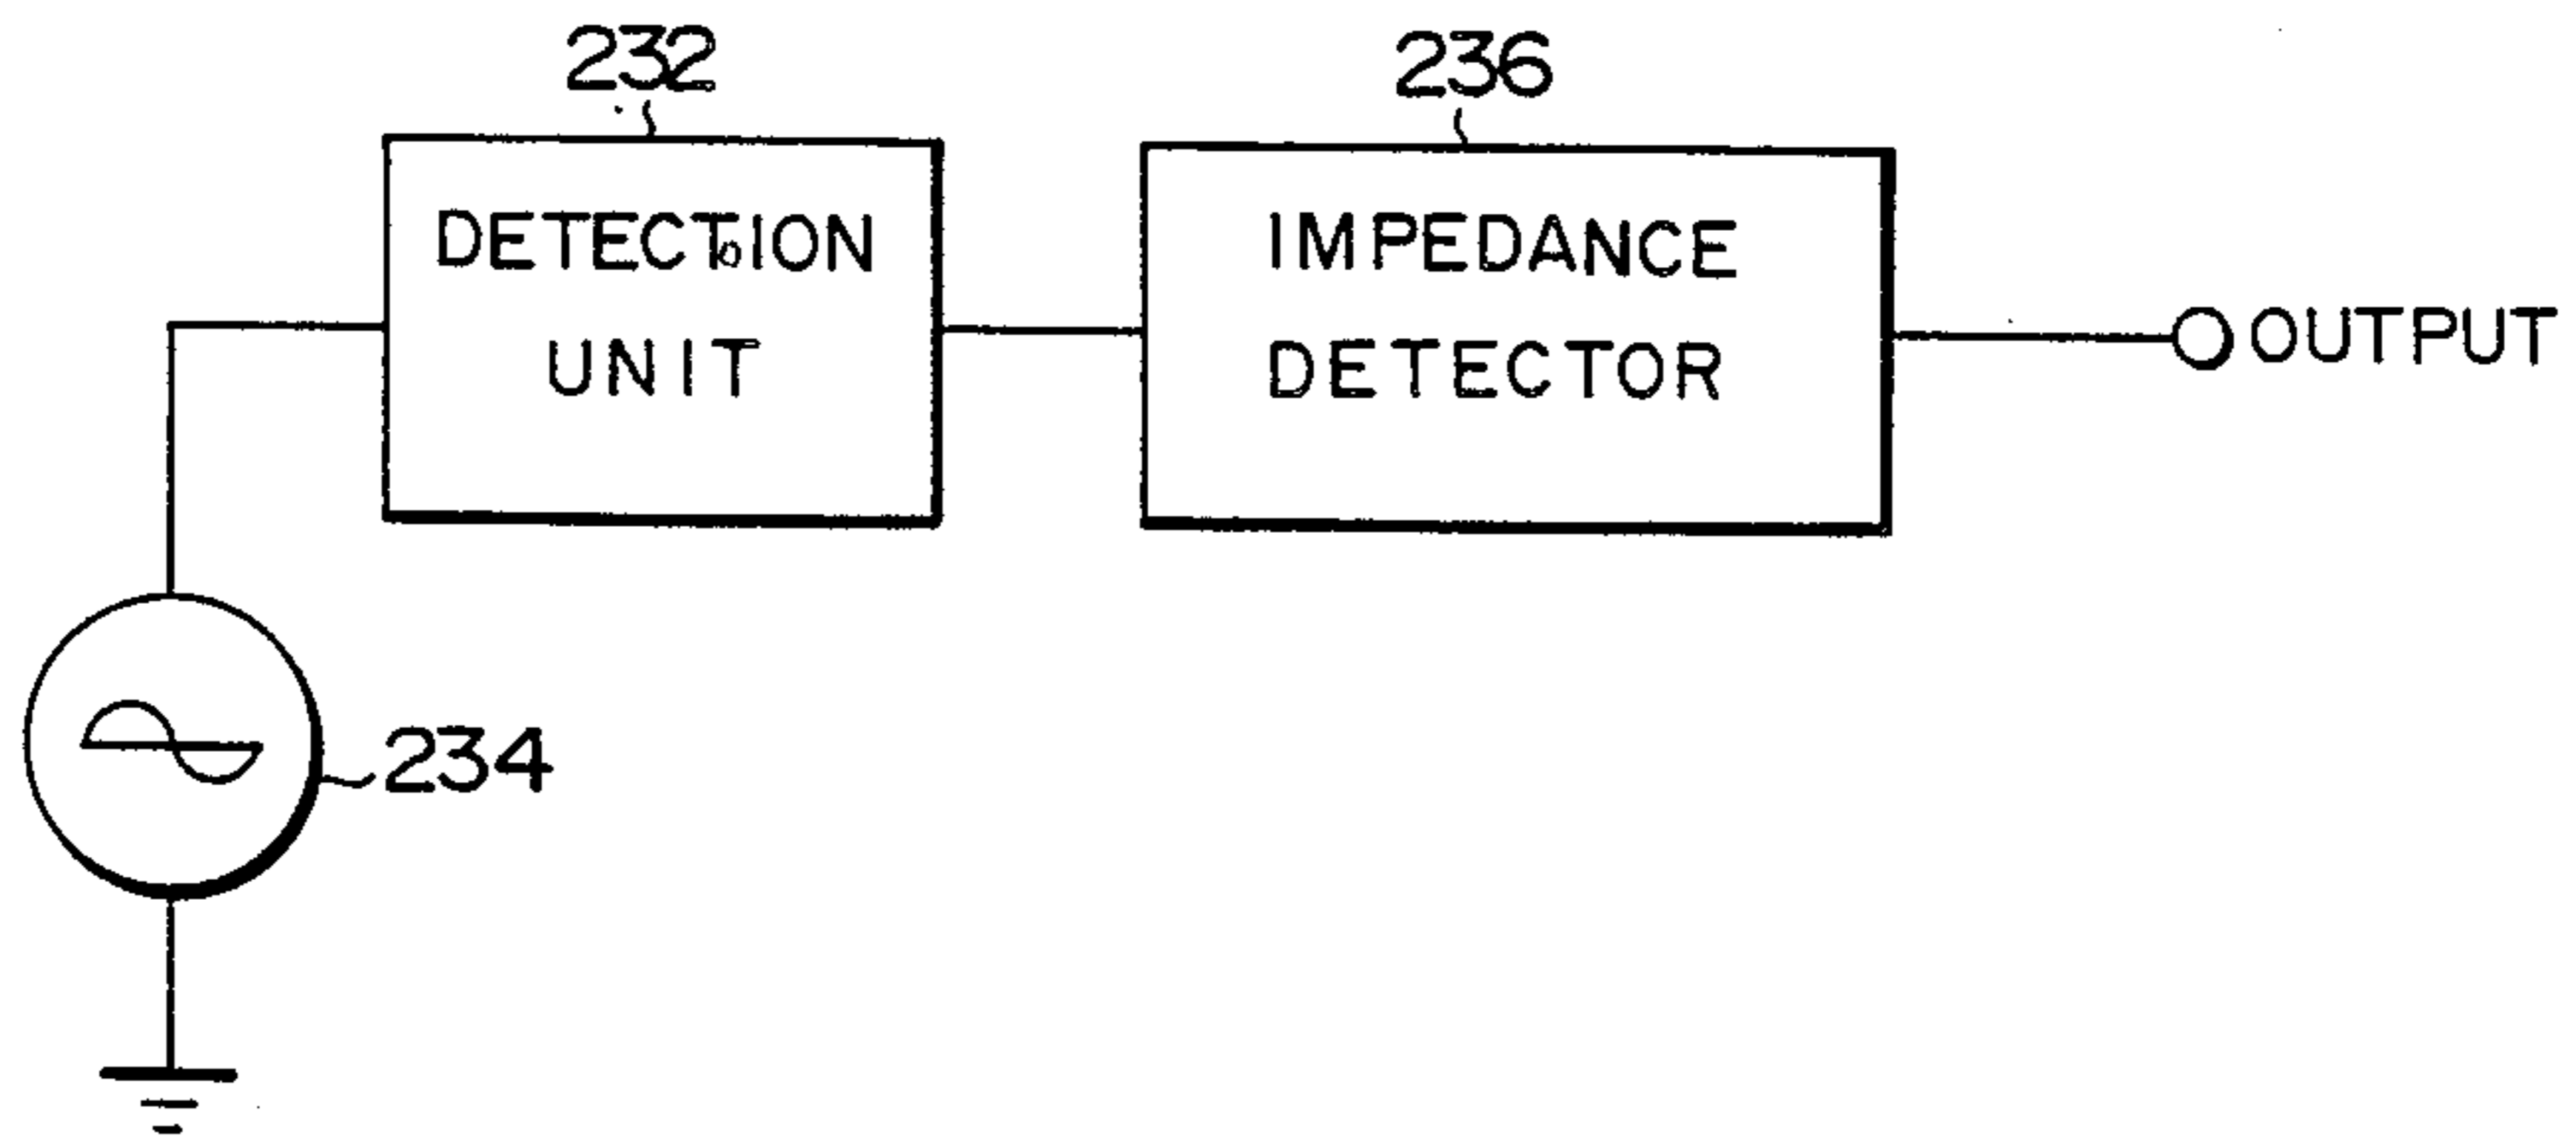 232
236
DETECTION
UNIT
IMPEDANCE
DETECTOR
OUTPUT
234